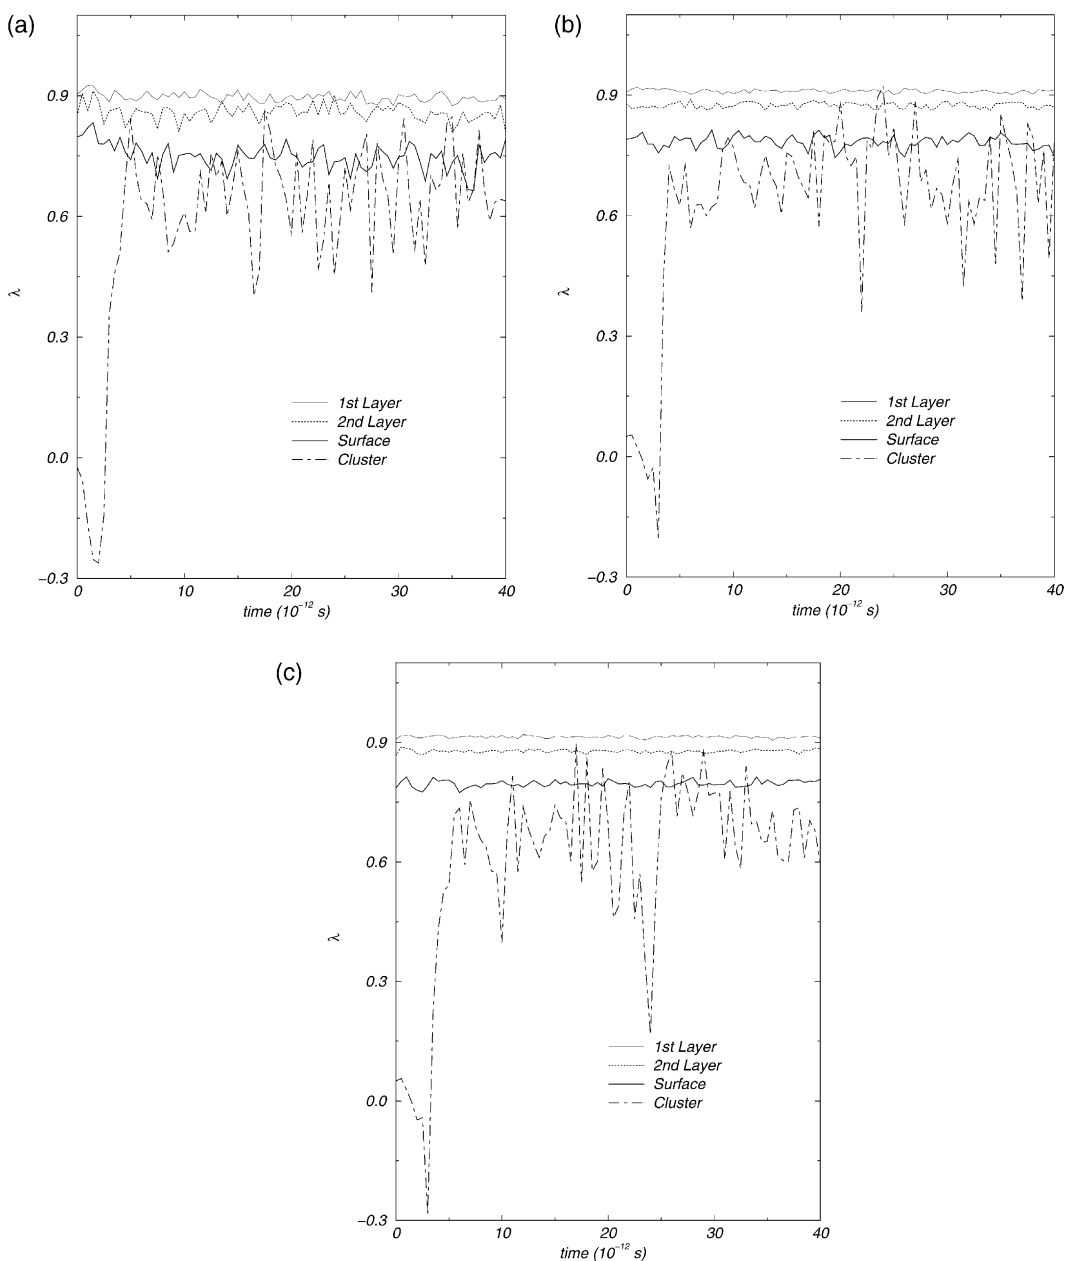 (a)
0.9
0.6
0.3
0.0
−0.3
λ
1st Layer
2nd Layer
Surface
Cluster
0 10 20 30 40
time (10⁻¹² s)
(b)
0.9
0.6
0.3
0.0
−0.3
λ
1st Layer
2nd Layer
Surface
Cluster
0 10 20 30 40
time (10⁻¹² s)
(c)
0.9
0.6
0.3
0.0
−0.3
λ
1st Layer
2nd Layer
Surface
Cluster
0 10 20 30 40
time (10⁻¹² s)